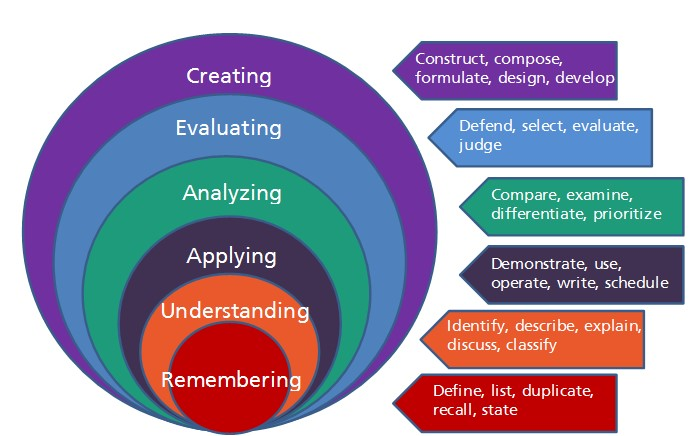 Creating
Construct, compose,
formulate, design, develop
Evaluating
Defend, select, evaluate,
judge
Analyzing
Compare, examine,
differentiate, prioritize
Applying
Demonstrate, use,
operate, write, schedule
Understanding
Identify, describe, explain,
discuss, classify
Remembering
Define, list, duplicate,
recall, state